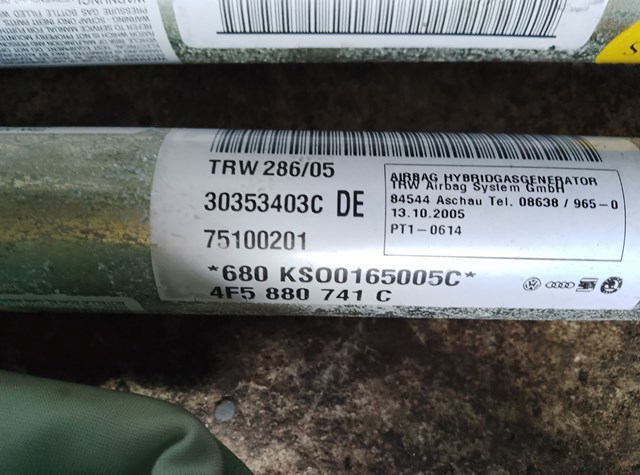 TRW 286/05
30353403C DE
75100201
*680 KSO0165005C*
4F5 880 741 C
AIRBAG HYBRIDGASGENERATOR
TRW Airbag System GmbH
84544 Aschau Tel. 08638 / 965-0
13.10.2005
PT1-0614